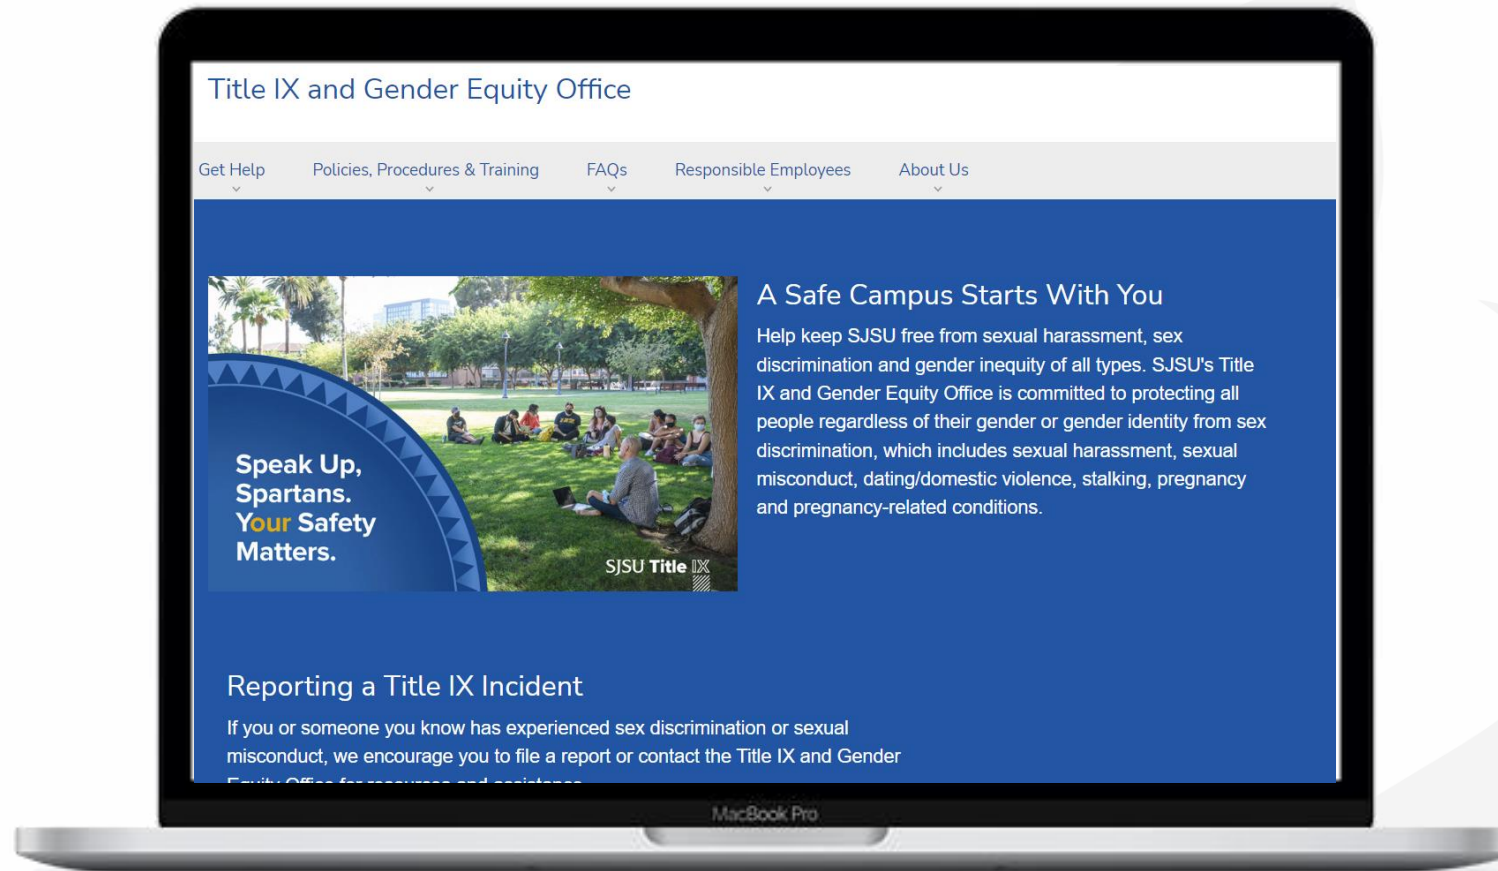 Title IX and Gender Equity Office
Get Help
Policies, Procedures & Training
FAQs
Responsible Employees
About Us
Speak Up,
Spartans.
Your Safety
Matters.
SJSU Title IX
A Safe Campus Starts With You
Help keep SJSU free from sexual harassment, sex
discrimination and gender inequity of all types. SJSU's Title
IX and Gender Equity Office is committed to protecting all
people regardless of their gender or gender identity from sex
discrimination, which includes sexual harassment, sexual
misconduct, dating/domestic violence, stalking, pregnancy
and pregnancy-related conditions.
Reporting a Title IX Incident
If you or someone you know has experienced sex discrimination or sexual
misconduct, we encourage you to file a report or contact the Title IX and Gender
Equity Office for resources and assistance
MacBook Pro